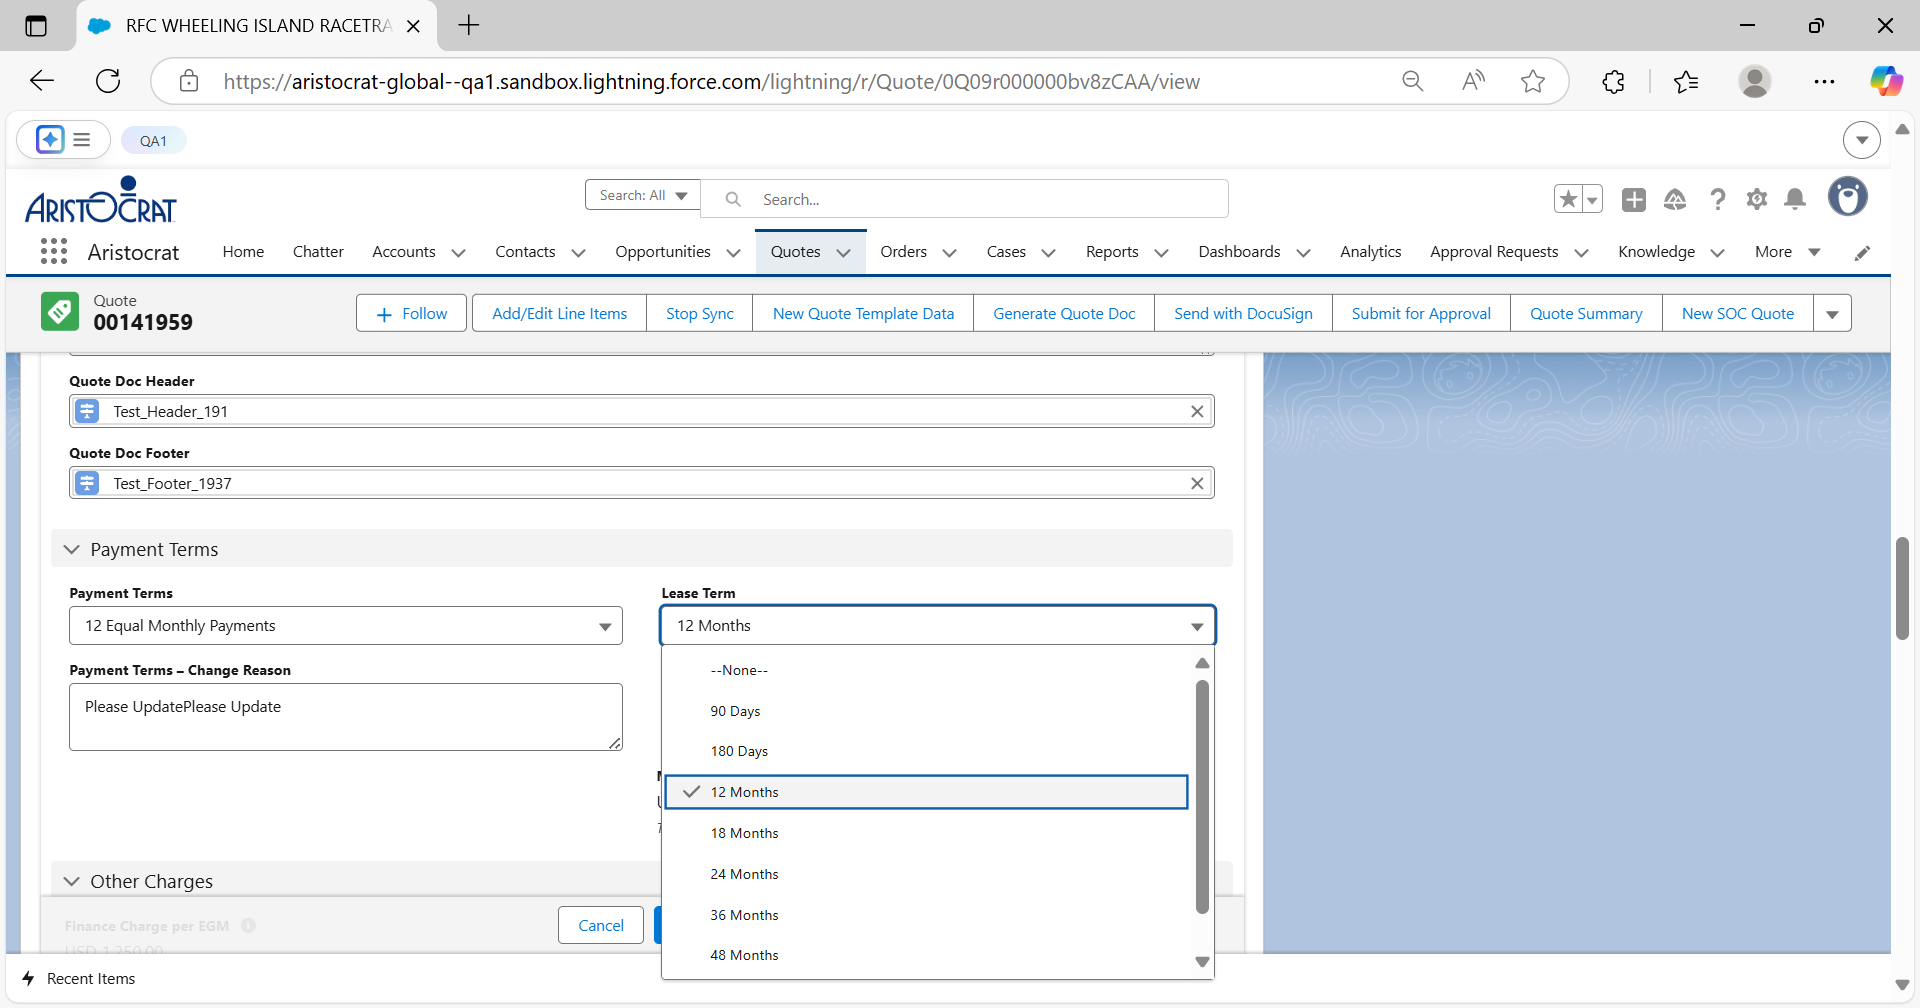 RFC WHEELING ISLAND RACETRA
https://aristocrat-global--qa1.sandbox.lightning.force.com/lightning/r/Quote/0Q09r000000bv8zCAA/view
QA1
ARISTOCRAT
Search: All
Search...
Aristocrat
Home
Chatter
Accounts
Contacts
Opportunities
Quotes
Orders
Cases
Reports
Dashboards
Analytics
Approval Requests
Knowledge
More
Quote
00141959
Follow
Add/Edit Line Items
Stop Sync
New Quote Template Data
Generate Quote Doc
Send with DocuSign
Submit for Approval
Quote Summary
New SOC Quote
Quote Doc Header
Test_Header_191
Quote Doc Footer
Test_Footer_1937
Payment Terms
Payment Terms
12 Equal Monthly Payments
Payment Terms – Change Reason
Please UpdatePlease Update
Lease Term
12 Months
--None--
90 Days
180 Days
12 Months
18 Months
24 Months
36 Months
48 Months
Other Charges
Finance Charge per EGM
USD 1,250.00
Cancel
Recent Items